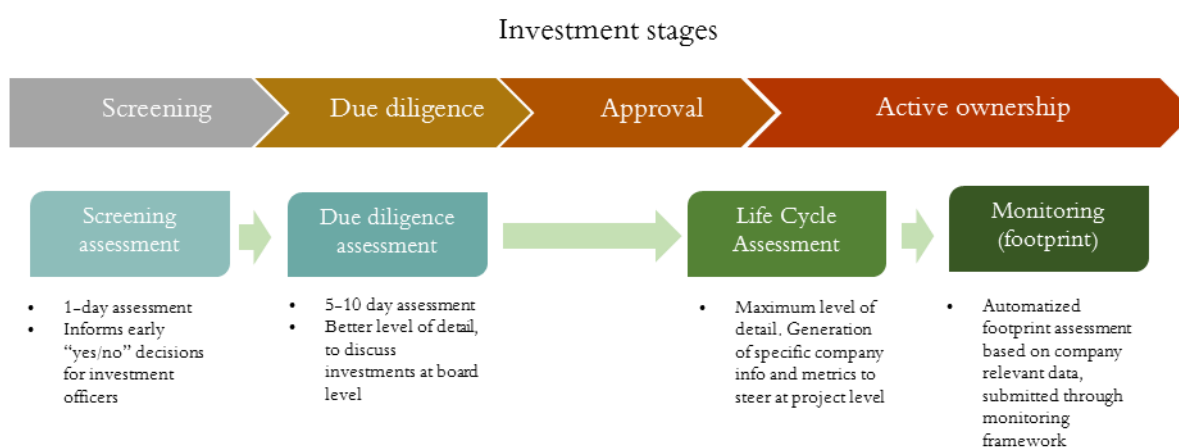 Investment stages
Screening
Due diligence
Approval
Active ownership
Screening
assessment
Due diligence
assessment
Life Cycle
Assessment
Monitoring
(footprint)
• 1-day assessment
• Informs early
"yes/no" decisions
for investment
officers
• 5-10 day assessment
• Better level of detail,
to discuss
investments at board
level
• Maximum level of
detail. Generation
of specific company
info and metrics to
steer at project level
• Automatized
footprint assessment
based on company
relevant data,
submitted through
monitoring
framework